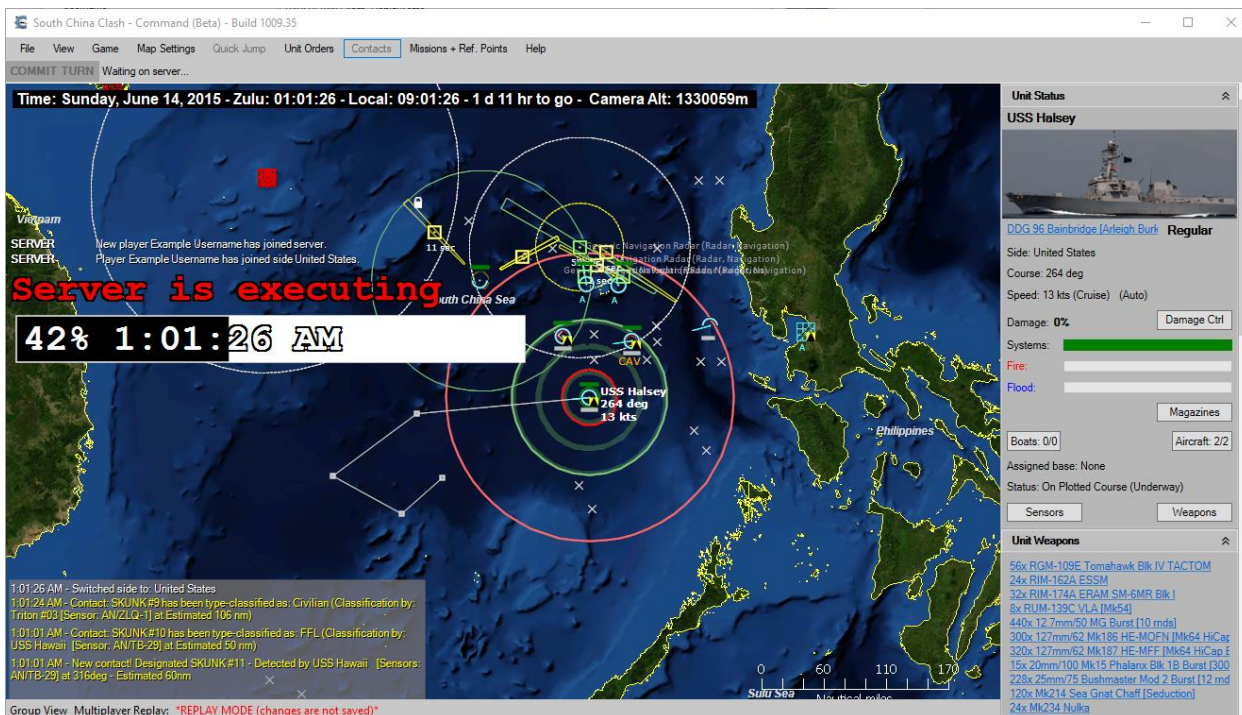 South China Clash - Command (Beta) - Build 1009.35
File View Game Map Settings Quick Jump Unit Orders Contacts Missions + Ref. Points Help
COMMIT TURN Waiting on server...
Time: Sunday, June 14, 2015 - Zulu: 01:01:26 - Local: 09:01:26 - 1 d 11 hr to go - Camera Alt: 1330059m
Vietnam
SERVER New player Example Username has joined server.
SERVER Player Example Username has joined side United States.
Server is executing
42% 1:01:26 AM
11 sec
Navigation Radar (Radar, Navigation)
Navigation Radar (Radar, Navigation)
South China Sea
A
A
CAV
A
USS Halsey
264 deg
13 kts
Philippines
Sulu Sea
0 60 110 170
Nautical miles
1:01:26 AM - Switched side to: United States
1:01:24 AM - Contact: SKUNK #9 has been type-classified as: Civilian (Classification by:
Triton #03 [Sensor: AN/ZLQ-1] at Estimated 106 nm)
1:01:01 AM - Contact: SKUNK #10 has been type-classified as: FFL (Classification by:
USS Hawaii [Sensor: AN/TB-29] at Estimated 50 nm)
1:01:01 AM - New contact! Designated SKUNK #11 - Detected by USS Hawaii [Sensors:
AN/TB-29] at 316deg - Estimated 60nm
Group View Multiplayer Replay: *REPLAY MODE (changes are not saved)*
Unit Status
USS Halsey
DDG 96 Bainbridge [Arleigh Burk Regular
Side: United States
Course: 264 deg
Speed: 13 kts (Cruise) (Auto)
Damage: 0% Damage Ctrl
Systems:
Fire:
Flood:
Magazines
Boats: 0/0 Aircraft: 2/2
Assigned base: None
Status: On Plotted Course (Underway)
Sensors Weapons
Unit Weapons
56x RGM-109E Tomahawk Blk IV TACTOM
24x RIM-162A ESSM
32x RIM-174A ERAM SM-6MR Blk I
8x RUM-139C VLA [Mk54]
440x 12.7mm/50 MG Burst [10 rnds]
300x 127mm/62 Mk186 HE-MOFN [Mk64 HiCap
320x 127mm/62 Mk187 HE-MFF [Mk64 HiCap E
15x 20mm/100 Mk15 Phalanx Blk 1B Burst [300
228x 25mm/75 Bushmaster Mod 2 Burst [12 rnd
120x Mk214 Sea Gnat Chaff [Seduction]
24x Mk234 Nulka